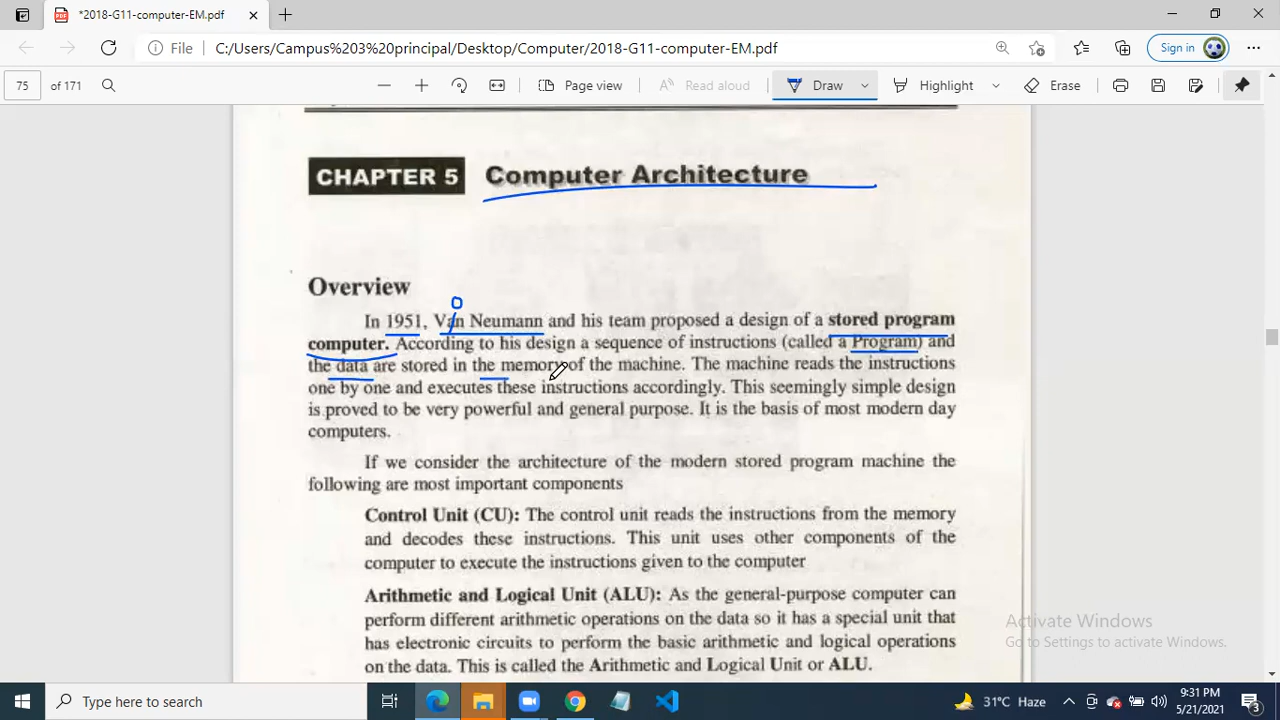 *2018-G11-computer-EM.pdf
File C:/Users/Campus%203%20principal/Desktop/Computer/2018-G11-computer-EM.pdf Sign in
75 of 171 Page view Read aloud Draw Highlight Erase
CHAPTER 5 Computer Architecture
Overview
o
In 1951, Van Neumann and his team proposed a design of a stored program
computer. According to his design a sequence of instructions (called a Program) and
the data are stored in the memory of the machine. The machine reads the instructions
one by one and executes these instructions accordingly. This seemingly simple design
is proved to be very powerful and general purpose. It is the basis of most modern day
computers.
If we consider the architecture of the modern stored program machine the
following are most important components
Control Unit (CU): The control unit reads the instructions from the memory
and decodes these instructions. This unit uses other components of the
computer to execute the instructions given to the computer
Arithmetic and Logical Unit (ALU): As the general-purpose computer can
perform different arithmetic operations on the data so it has a special unit that
has electronic circuits to perform the basic arithmetic and logical operations
on the data. This is called the Arithmetic and Logical Unit or ALU.
Activate Windows
Go to Settings to activate Windows.
Type here to search 31°C Haze 9:31 PM
5/21/2021
3